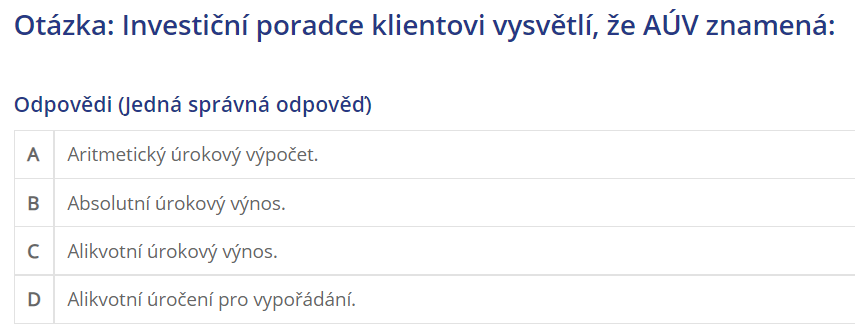 Otázka: Investiční poradce klientovi vysvětlí, že AÚV znamená:
Odpovědi (Jedná správná odpověď)
A Aritmetický úrokový výpočet.
B Absolutní úrokový výnos.
C Alikvotní úrokový výnos.
D Alikvotní úročení pro vypořádání.